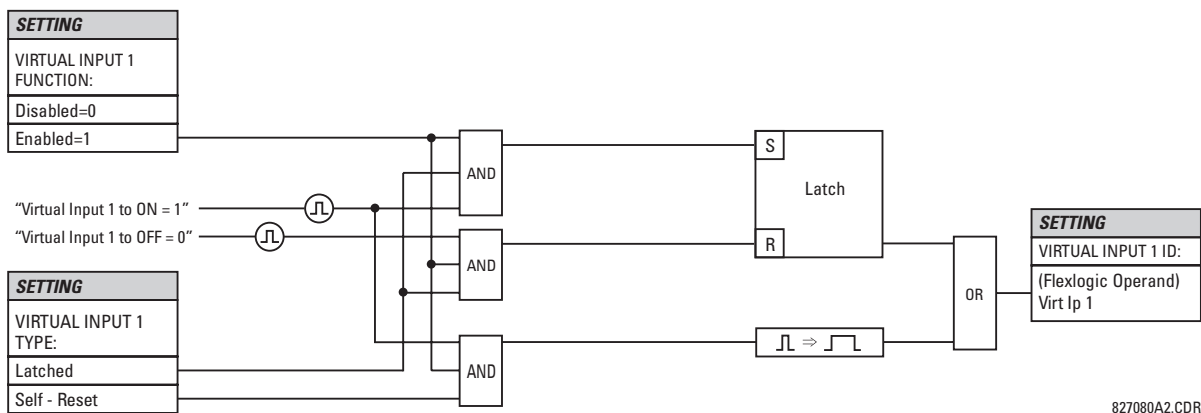 SETTING
VIRTUAL INPUT 1
FUNCTION:
Disabled=0
Enabled=1
“Virtual Input 1 to ON = 1”
“Virtual Input 1 to OFF = 0”
SETTING
VIRTUAL INPUT 1
TYPE:
Latched
Self - Reset
AND
AND
AND
S
Latch
R
OR
SETTING
VIRTUAL INPUT 1 ID:
(Flexlogic Operand)
Virt Ip 1
827080A2.CDR